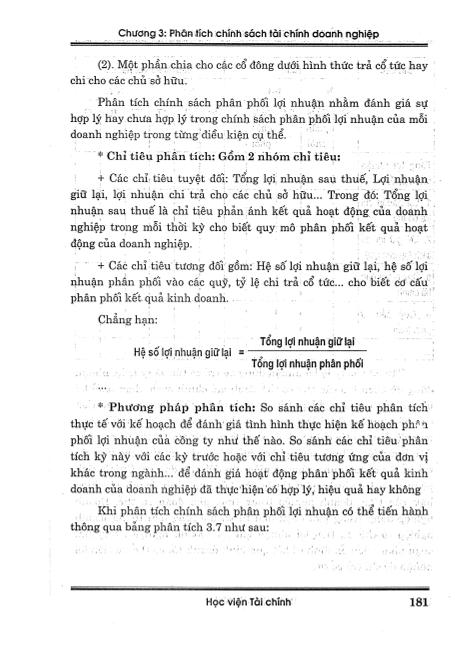 Chương 3: Phân tích chính sách tài chính doanh nghiệp
(2). Một phần chia cho các cổ đông dưới hình thức trả cổ tức hay
chi cho các chủ sở hữu.
Phân tích chính sách phân phối lợi nhuận nhằm đánh giá sự
hợp lý hay chưa hợp lý trong chính sách phân phối lợi nhuận của mỗi
doanh nghiệp trong từng điều kiện cụ thể.
* Chỉ tiêu phân tích: Gồm 2 nhóm chỉ tiêu:
+ Các chỉ tiêu tuyệt đối: Tổng lợi nhuận sau thuế, Lợi nhuận
giữ lại, lợi nhuận chi trả cho các chủ sở hữu... Trong đó: Tổng lợi
nhuận sau thuế là chỉ tiêu phản ánh kết quả hoạt động của doanh
nghiệp trong mỗi thời kỳ cho biết quy mô phân phối kết quả hoạt
động của doanh nghiệp.
+ Các chỉ tiêu tương đối gồm: Hệ số lợi nhuận giữ lại, hệ số lợi
nhuận phân phối vào các quỹ, tỷ lệ chi trả cổ tức... cho biết cơ cấu
phân phối kết quả kinh doanh.
Chẳng hạn:
Tổng lợi nhuận giữ lại
Hệ số lợi nhuận giữ lại =
Tổng lợi nhuận phân phối
* Phương pháp phân tích: So sánh các chỉ tiêu phân tích
thực tế với kế hoạch để đánh giá tình hình thực hiện kế hoạch phân
phối lợi nhuận của công ty như thế nào. So sánh các chỉ tiêu phân
tích kỳ này với các kỳ trước hoặc với chỉ tiêu tương ứng của đơn vị
khác trong ngành... để đánh giá hoạt động phân phối kết quả kinh
doanh của doanh nghiệp đã thực hiện có hợp lý, hiệu quả hay không
Khi phân tích chính sách phân phối lợi nhuận có thể tiến hành
thông qua bảng phân tích 3.7 như sau:
Học viện Tài chính 181